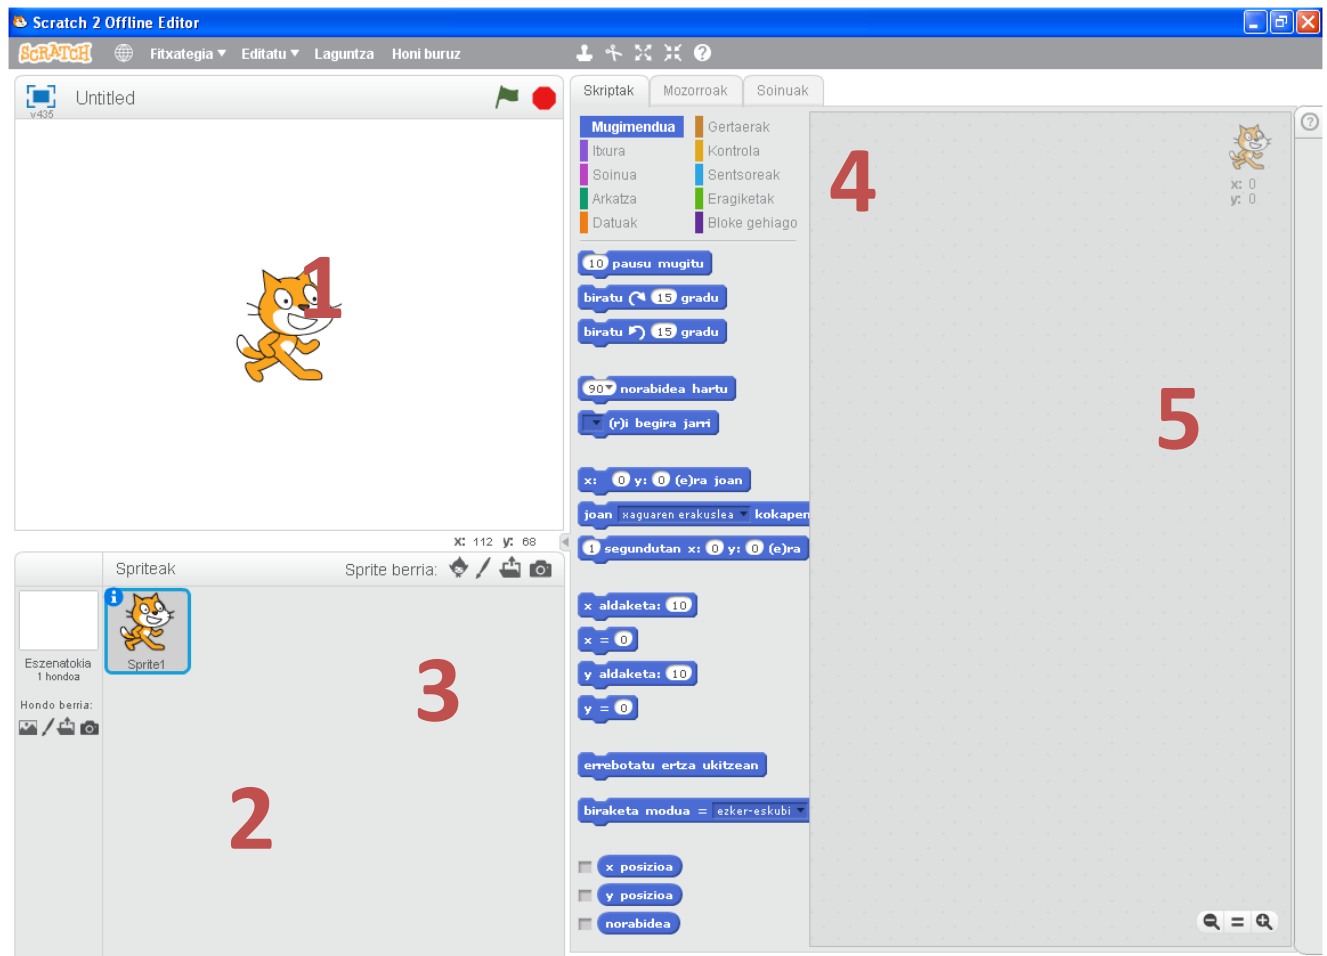 Scratch 2 Offline Editor
SCRATCH Fitxategia Editatu Laguntza Honi buruz
v435
Untitled
1
x: 112 y: 68
Spriteak
Sprite berria:
Sprite1
Eszenatokia
1 hondoa
Hondo berria:
3
2
Skriptak Mozorroak Soinuak
Mugimendua Gertaerak
Itxura Kontrola
Soinua Sentsoreak
Arkatza Eragiketak
Datuak Bloke gehiago
4
10 pausu mugitu
biratu 15 gradu
biratu 15 gradu
90 norabidea hartu
(r)i begira jarri
x: 0 y: 0 (e)ra joan
joan xaguaren erakuslea kokapen
1 segundutan x: 0 y: 0 (e)ra
x aldaketa: 10
x = 0
y aldaketa: 10
y = 0
errebotatu ertza ukitzean
biraketa modua = ezker-eskubi
x posizioa
y posizioa
norabidea
x: 0
y: 0
5